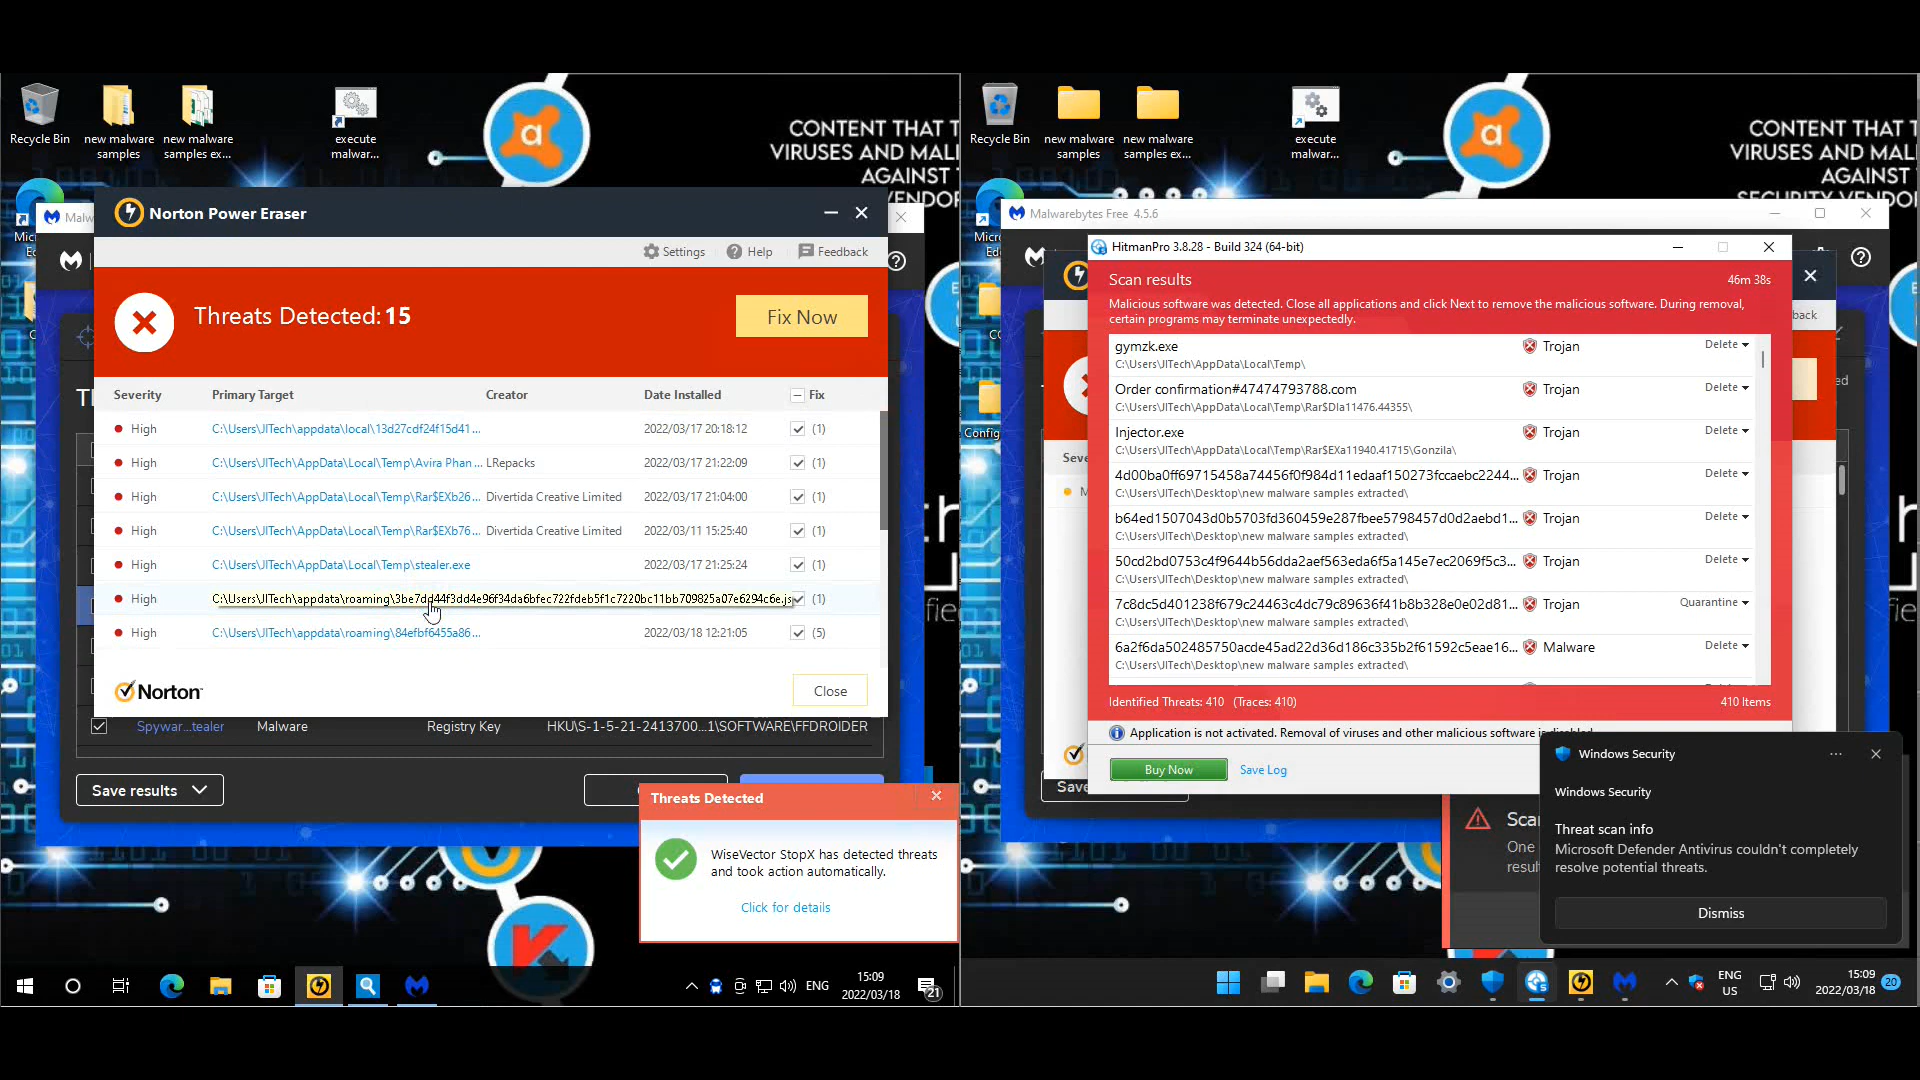 Recycle Bin
new malware samples
new malware samples ex...
execute malwar...
CONTENT THAT T
VIRUSES AND MALI
AGAINST
VENDO
Norton Power Eraser
Settings
Help
Feedback
Threats Detected: 15
Fix Now
Severity Primary Target Creator Date Installed Fix
High C:\Users\JITech\appdata\local\13d27cdf24f15d41... 2022/03/17 20:18:12 (1)
High C:\Users\JITech\AppData\Local\Temp\Avira Phan... LRepacks 2022/03/17 21:22:09 (1)
High C:\Users\JITech\AppData\Local\Temp\Rar$EXb26... Divertida Creative Limited 2022/03/17 21:04:00 (1)
High C:\Users\JITech\AppData\Local\Temp\Rar$EXb76... Divertida Creative Limited 2022/03/11 15:25:40 (1)
High C:\Users\JITech\AppData\Local\Temp\stealer.exe 2022/03/17 21:25:24 (1)
High C:\Users\JITech\appdata\roaming\3be7dd44f3dd4e96f34da6bfec722fdeb5f1c7220bc11bb709825a07e6294c6e.js (1)
High C:\Users\JITech\appdata\roaming\84efbf6455a86... 2022/03/18 12:21:05 (5)
Norton
Close
Spywar...tealer Malware Registry Key HKU\S-1-5-21-2413700...1\SOFTWARE\FFDROIDER
Save results
Threats Detected
WiseVector StopX has detected threats
and took action automatically.
Click for details
ENG
15:09
2022/03/18
21
Recycle Bin
new malware samples
new malware samples ex...
execute malwar...
CONTENT THAT T
VIRUSES AND MALI
AGAINST
SECURITY VENDO
Malwarebytes Free 4.5.6
HitmanPro 3.8.28 - Build 324 (64-bit)
Scan results
46m 38s
Malicious software was detected. Close all applications and click Next to remove the malicious software. During removal,
certain programs may terminate unexpectedly.
gymzk.exe Trojan Delete
C:\Users\JITech\AppData\Local\Temp\
Order confirmation#47474793788.com Trojan Delete
C:\Users\JITech\AppData\Local\Temp\Rar$DIa11476.44355\
Injector.exe Trojan Delete
C:\Users\JITech\AppData\Local\Temp\Rar$EXa11940.41715\Gonzila\
4d00ba0ff69715458a74456f0f984d11edaaf150273fccaebc2244... Trojan Delete
C:\Users\JITech\Desktop\new malware samples extracted\
b64ed1507043d0b5703fd360459e287fbee5798457d0d2aebd1... Trojan Delete
C:\Users\JITech\Desktop\new malware samples extracted\
50cd2bd0753c4f9644b56dda2aef563eda6f5a145e7ec2069f5c3... Trojan Delete
C:\Users\JITech\Desktop\new malware samples extracted\
7c8dc5d401238f679c24463c4dc79c89636f41b8b328e0e02d81... Trojan Quarantine
C:\Users\JITech\Desktop\new malware samples extracted\
6a2f6da502485750acde45ad22d36d186c335b2f61592c5eae16... Malware Delete
C:\Users\JITech\Desktop\new malware samples extracted\
Identified Threats: 410 (Traces: 410)
410 Items
Application is not activated. Removal of viruses and other malicious software is
Buy Now
Save Log
Windows Security
Windows Security
Threat scan info
Microsoft Defender Antivirus couldn't completely
resolve potential threats.
Dismiss
ENG
US
15:09
2022/03/18
20